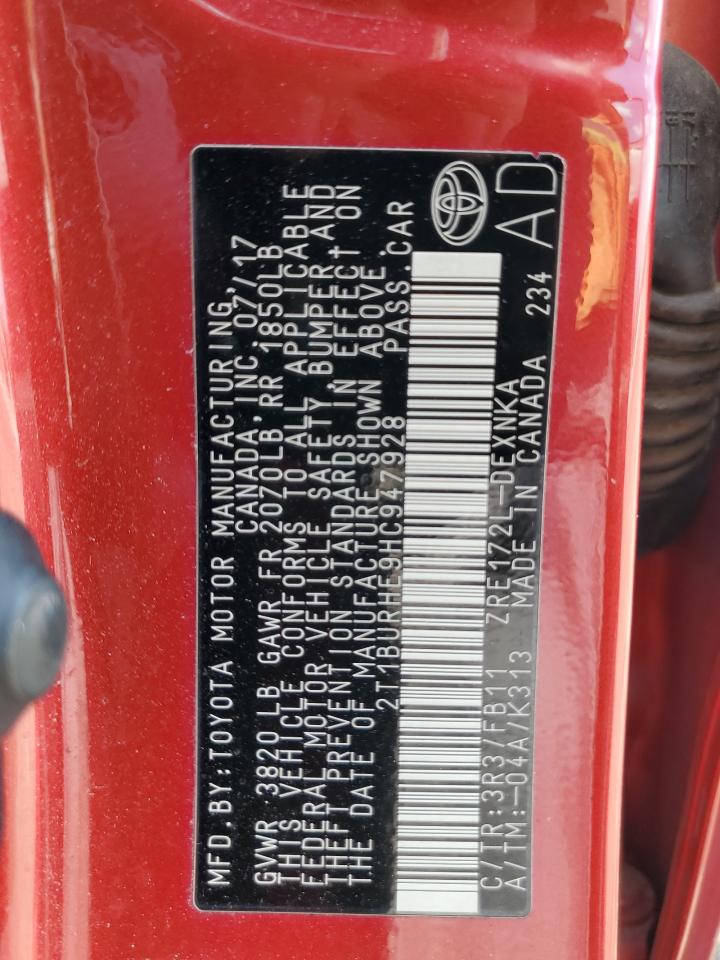 MFD.BY:TOYOTA MOTOR MANUFACTURING,
CANADA,INC.07/17
GVWR 3820LB GAWR FR 2070LB RR 1850LB
THIS VEHICLE CONFORMS TO ALL APPLICABLE
FEDERAL MOTOR VEHICLE SAFETY,BUMPER,AND
THEFT PREVENTION STANDARDS IN EFFECT ON
THE DATE OF MANUFACTURE SHOWN ABOVE.
2T1BURHE9HC947928 PASS.CAR
C/TR:3R3/FB11 ZRE172L-DEXNKA
A/TM:-04A/K313 MADE IN CANADA 234
AD